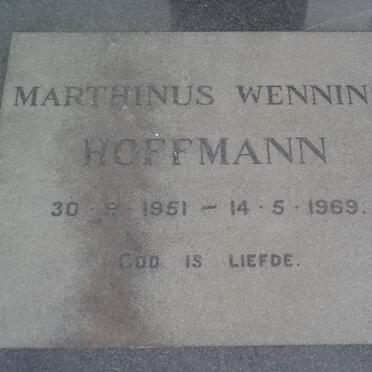 MARTHINUS WENNIN
HOFFMANN
30 · 9 · 1951 – 14 · 5 · 1969.
GOD IS LIEFDE.